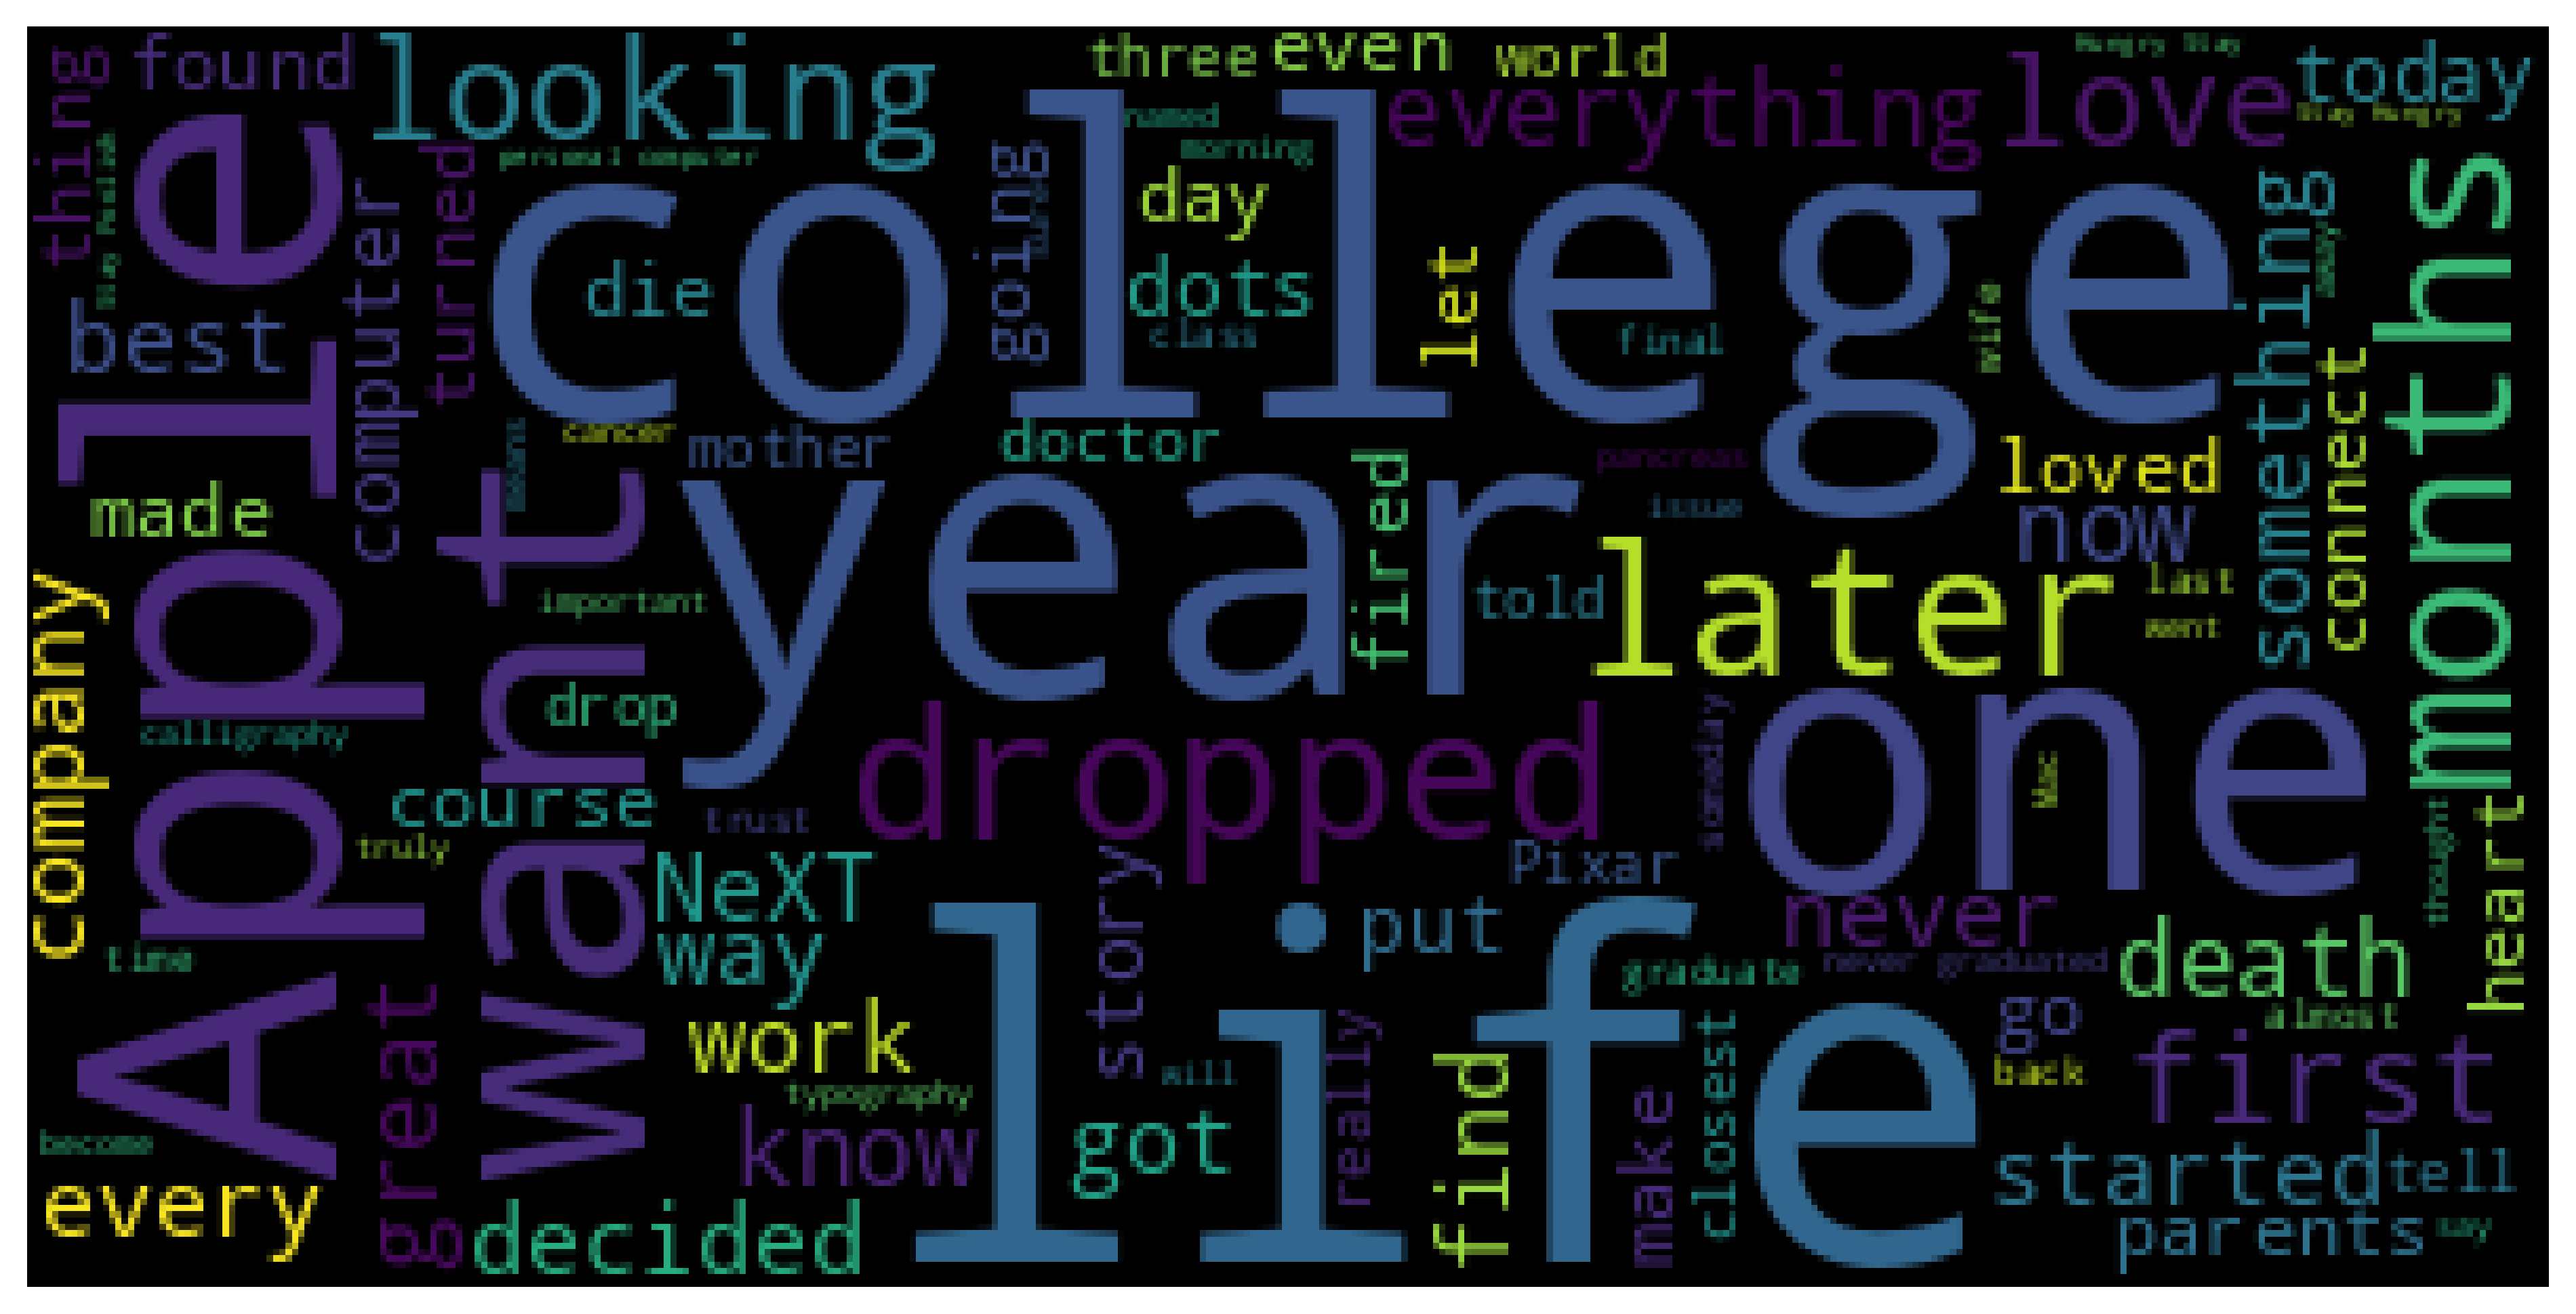 thing
found
looking
three
even
world
Hungry Stay
today
everything
love
Stay Hungry
named
morning
personal computer
Apple
computer
turned
college
going
day
dots
class
let
final
wife
something
connect
months
best
die
Stay Foolish
made
cancer
mother
doctor
fired
pancreas
issue
loved
now
want
year
told
later
last
went
important
company
calligraphy
drop
dropped
someday
one
Mac
course
trust
truly
NeXT
way
story
Pixar
put
never
thought
heart
time
graduate
never graduated
death
great
work
life
really
find
make
closest
go
almost
back
first
typography
will
know
got
become
every
decided
started
tell
parents
say